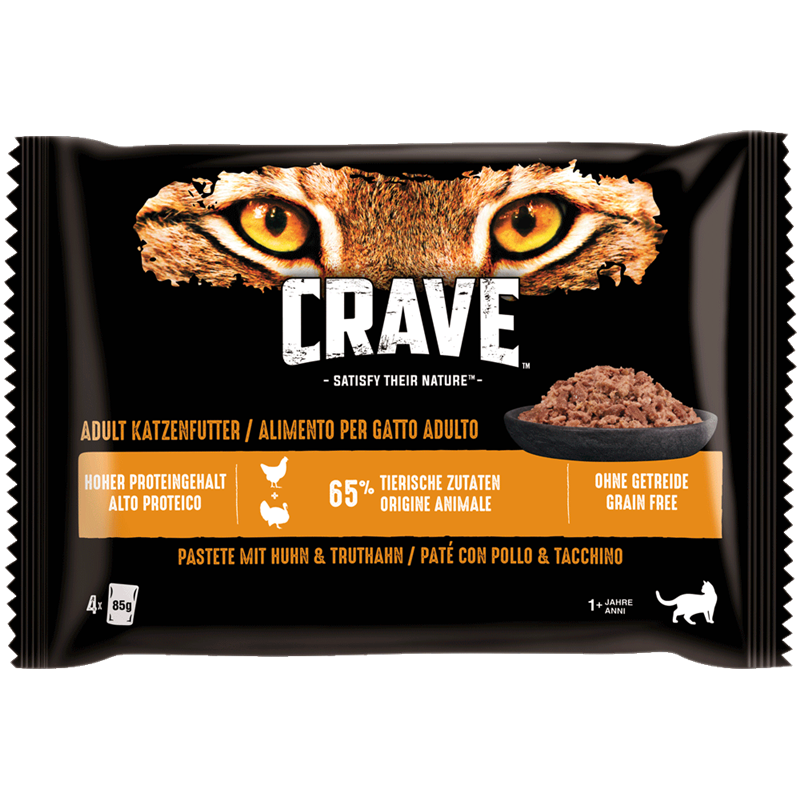 CRAVE™
- SATISFY THEIR NATURE™ -
ADULT KATZENFUTTER / ALIMENTO PER GATTO ADULTO
HOHER PROTEINGEHALT
ALTO PROTEICO
+
65% TIERISCHE ZUTATEN
ORIGINE ANIMALE
OHNE GETREIDE
GRAIN FREE
PASTETE MIT HUHN & TRUTHAHN / PATÉ CON POLLO & TACCHINO
4x 85g
1+ JAHRE
ANNI